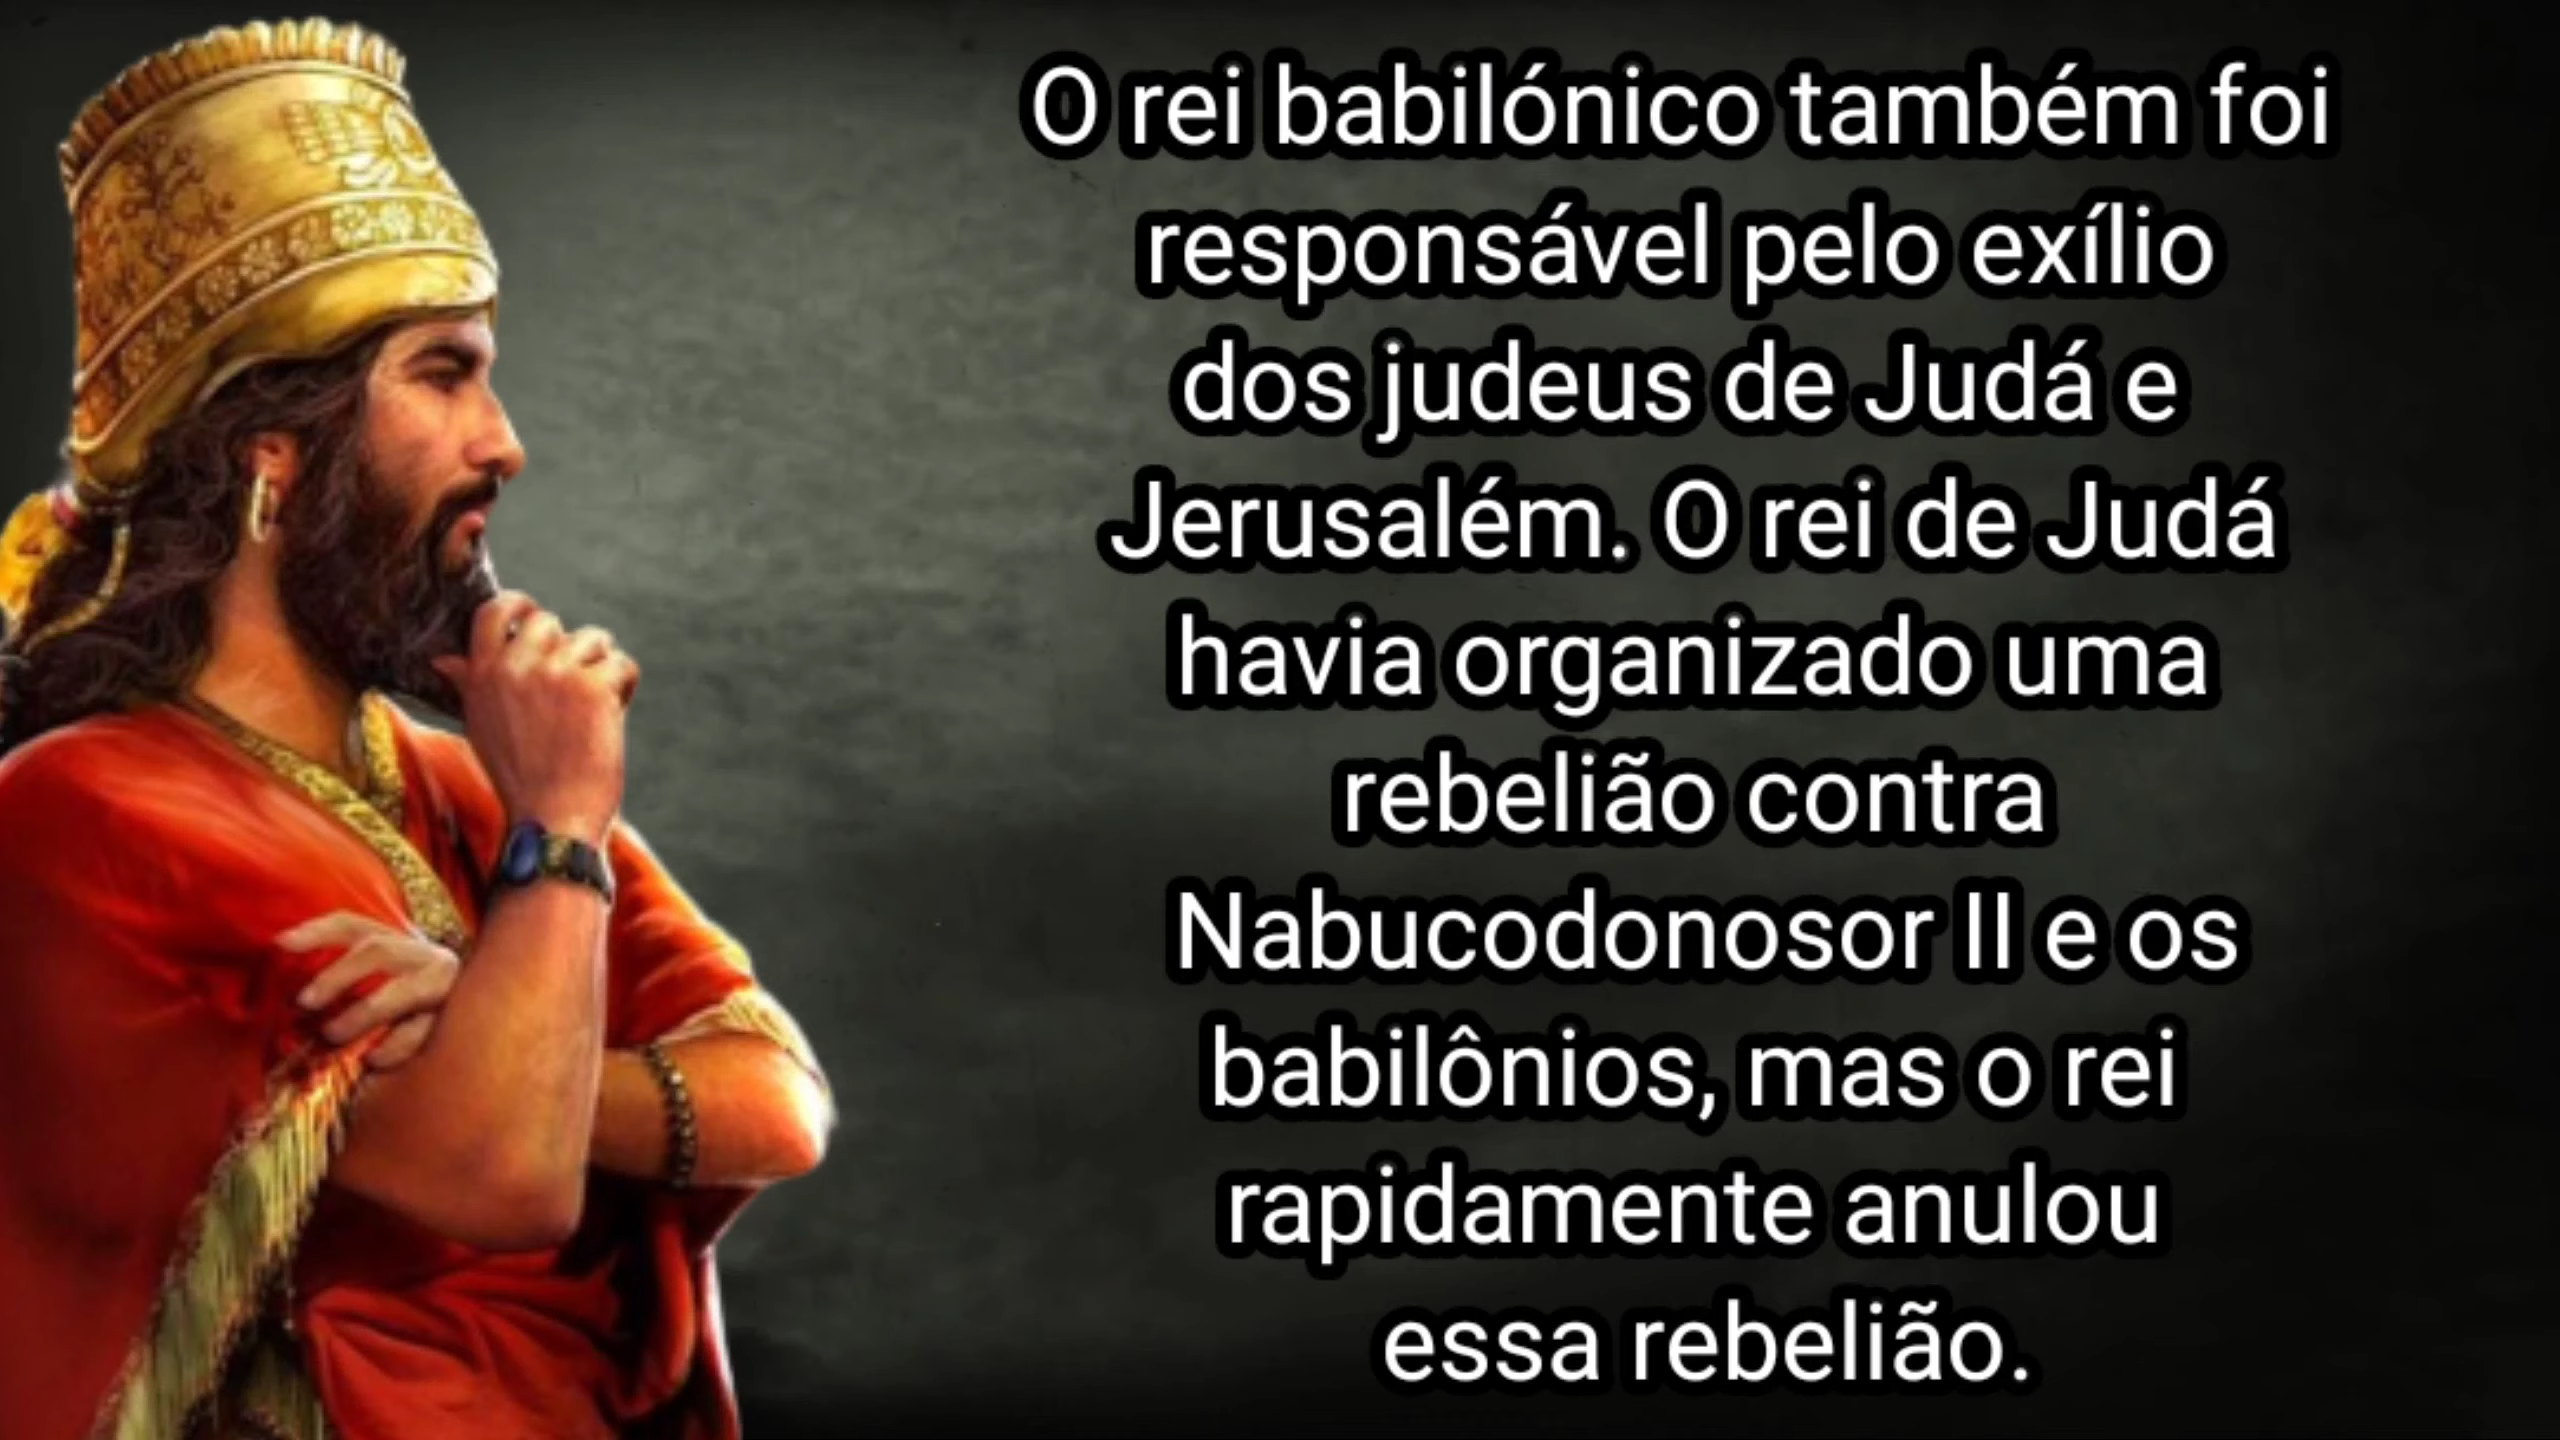 O rei babilónico também foi
responsável pelo exílio
dos judeus de Judá e
Jerusalém. O rei de Judá
havia organizado uma
rebelião contra
Nabucodonosor II e os
babilônios, mas o rei
rapidamente anulou
essa rebelião.